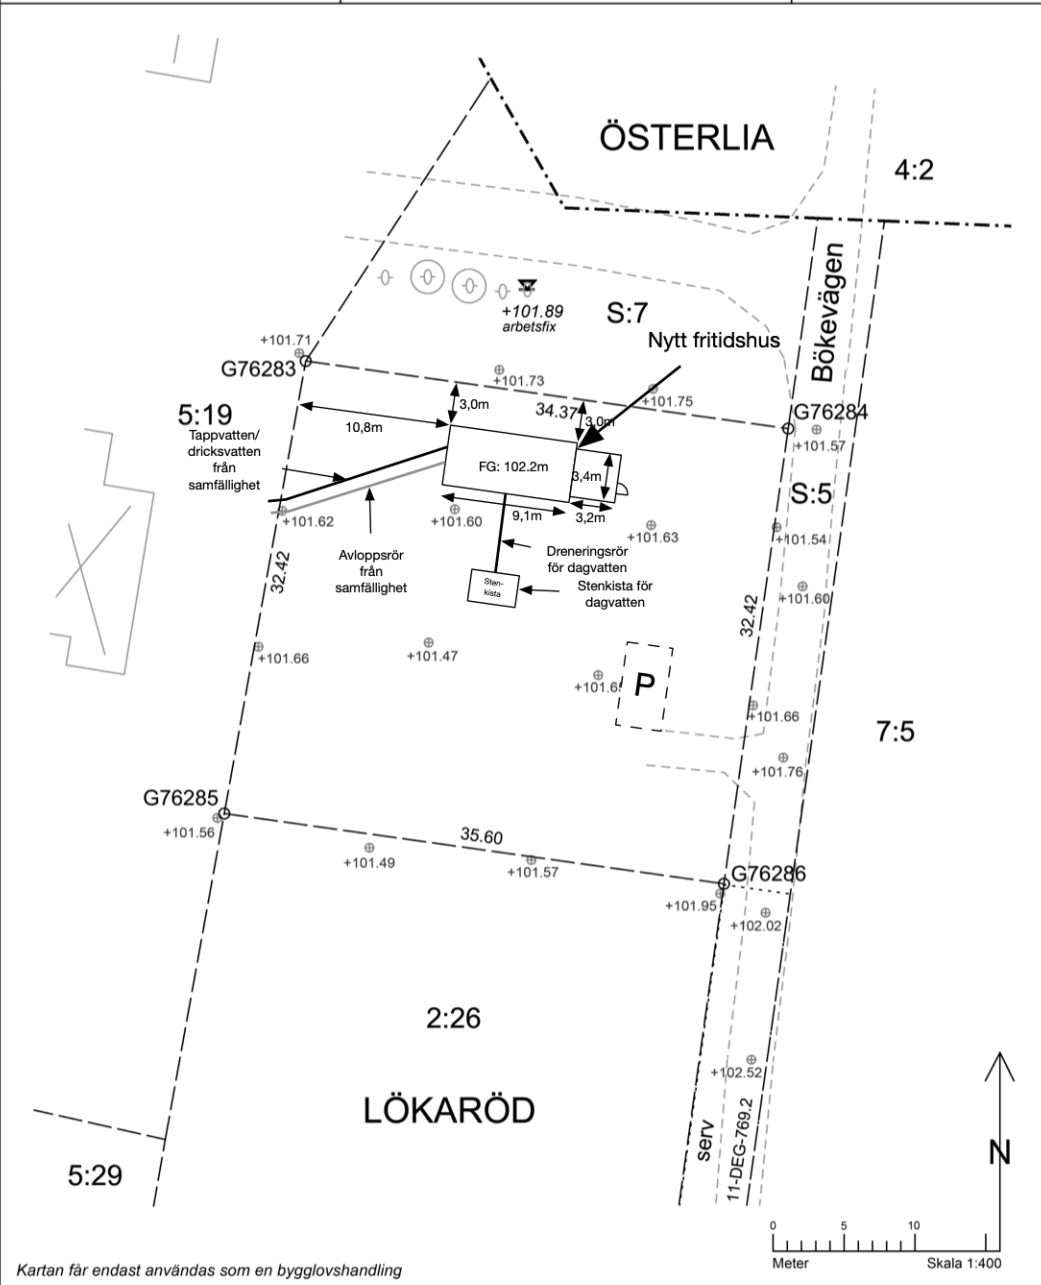 ÖSTERLIA
4:2
Bökevägen
+101.89
arbetsfix
S:7
Nytt fritidshus
+101.71
G76283
+101.73
+101.75
34.37
3,0m
3,0m
G76284
+101.57
5:19
10,8m
Tappvatten/
dricksvatten
från
samfällighet
FG: 102.2m
3,4m
S:5
+101.62
+101.60
9,1m
3,2m
+101.63
+101.54
Avloppsrör
från
samfällighet
Dreneringsrör
för dagvatten
Sten-
kista
Stenkista för
dagvatten
32.42
32.42
+101.60
+101.66
+101.47
P
+101.66
7:5
+101.76
G76285
+101.56
35.60
+101.49
+101.57
G76286
+101.95
+102.02
2:26
+102.52
LÖKARÖD
serv
11-DEG-769.2
N
5:29
0 5 10
Meter
Skala 1:400
Kartan får endast användas som en bygglovshandling